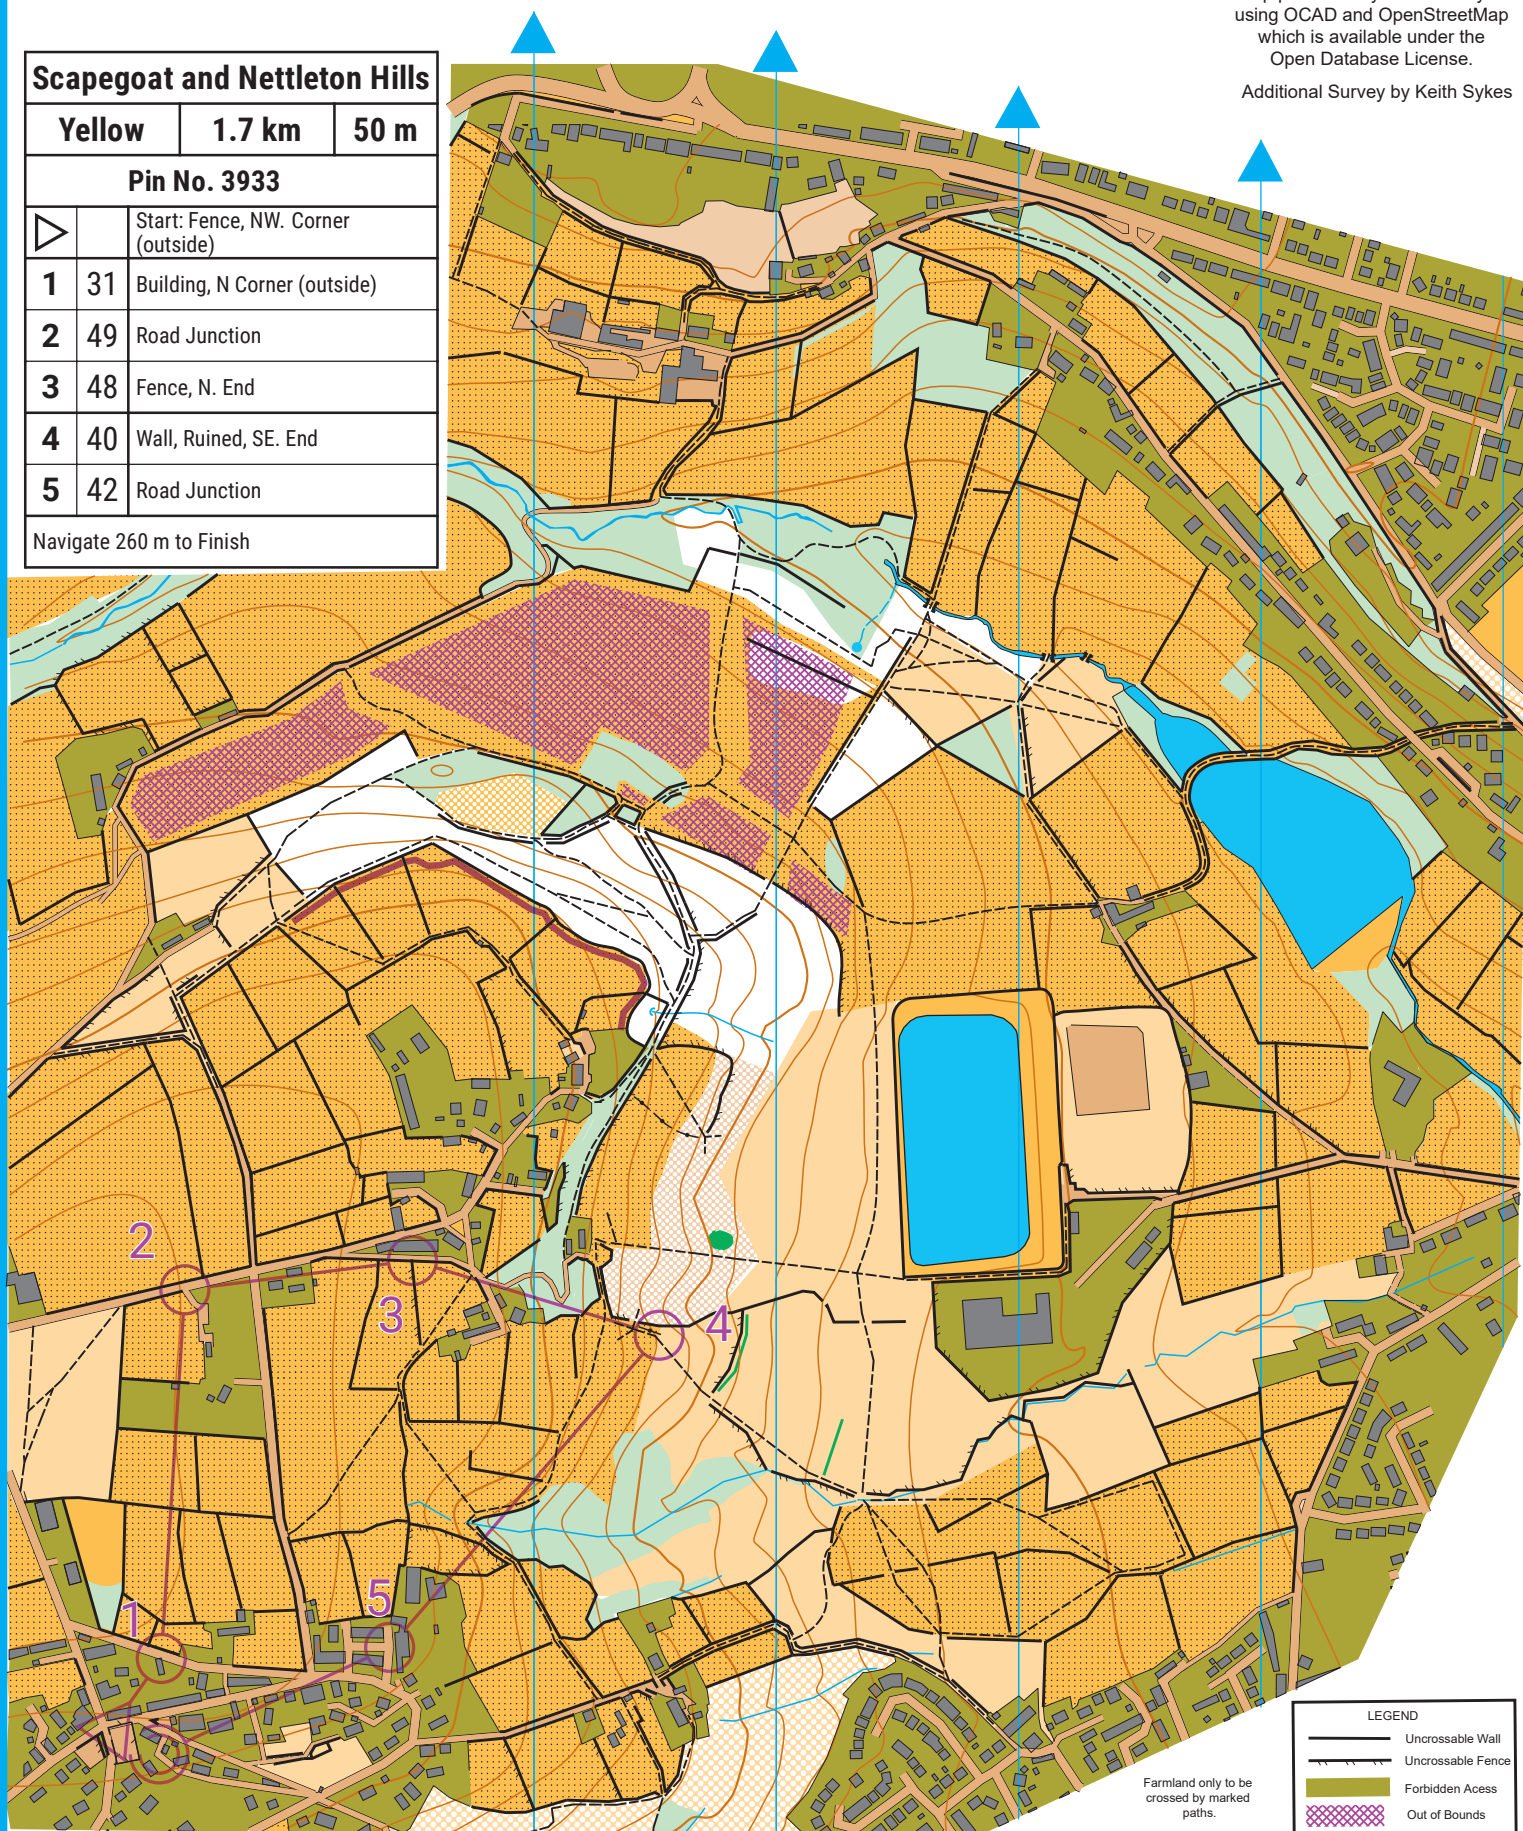 using OCAD and OpenStreetMap
which is available under the
Open Database License.
Additional Survey by Keith Sykes
Scapegoat and Nettleton Hills
Yellow 1.7 km 50 m
Pin No. 3933
Start: Fence, NW. Corner
(outside)
1 31 Building, N Corner (outside)
2 49 Road Junction
3 48 Fence, N. End
4 40 Wall, Ruined, SE. End
5 42 Road Junction
Navigate 260 m to Finish
2
3
4
5
1
LEGEND
Uncrossable Wall
Uncrossable Fence
Forbidden Acess
Out of Bounds
Farmland only to be
crossed by marked
paths.